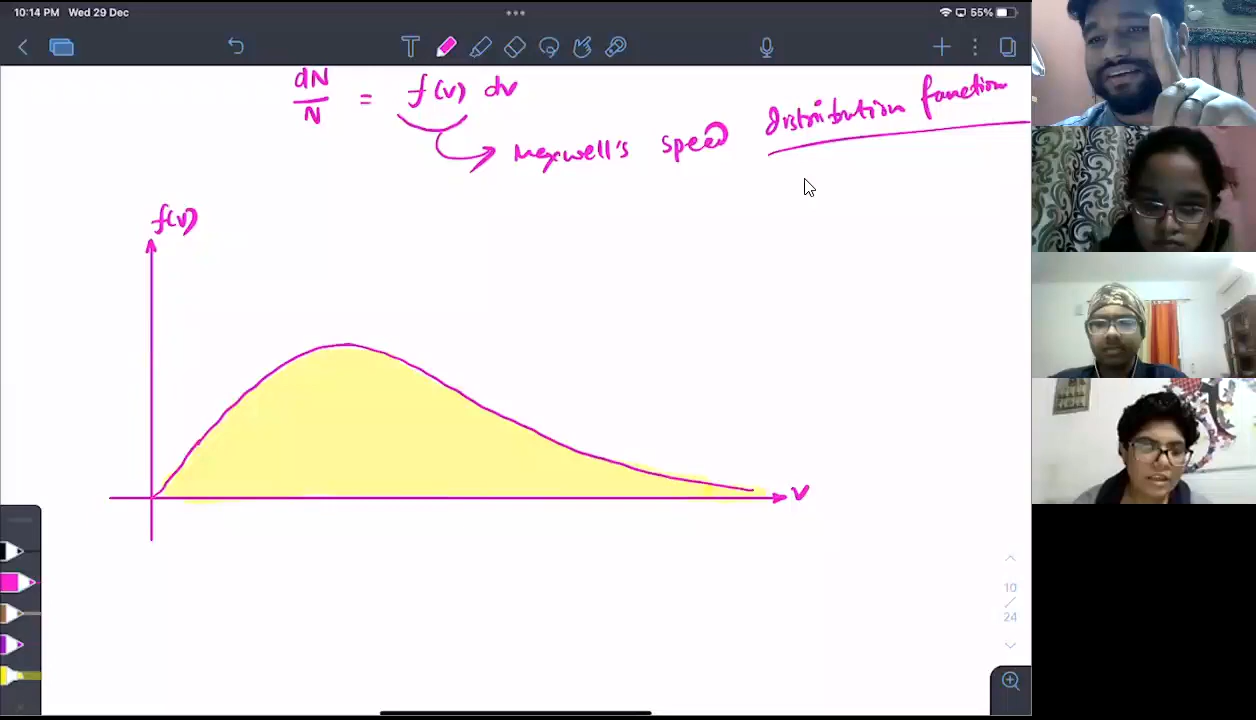 10:14 PM Wed 29 Dec
55%
dN
N
= f(v) dv
Maxwell's speed distribution function
f(v)
v
10
24